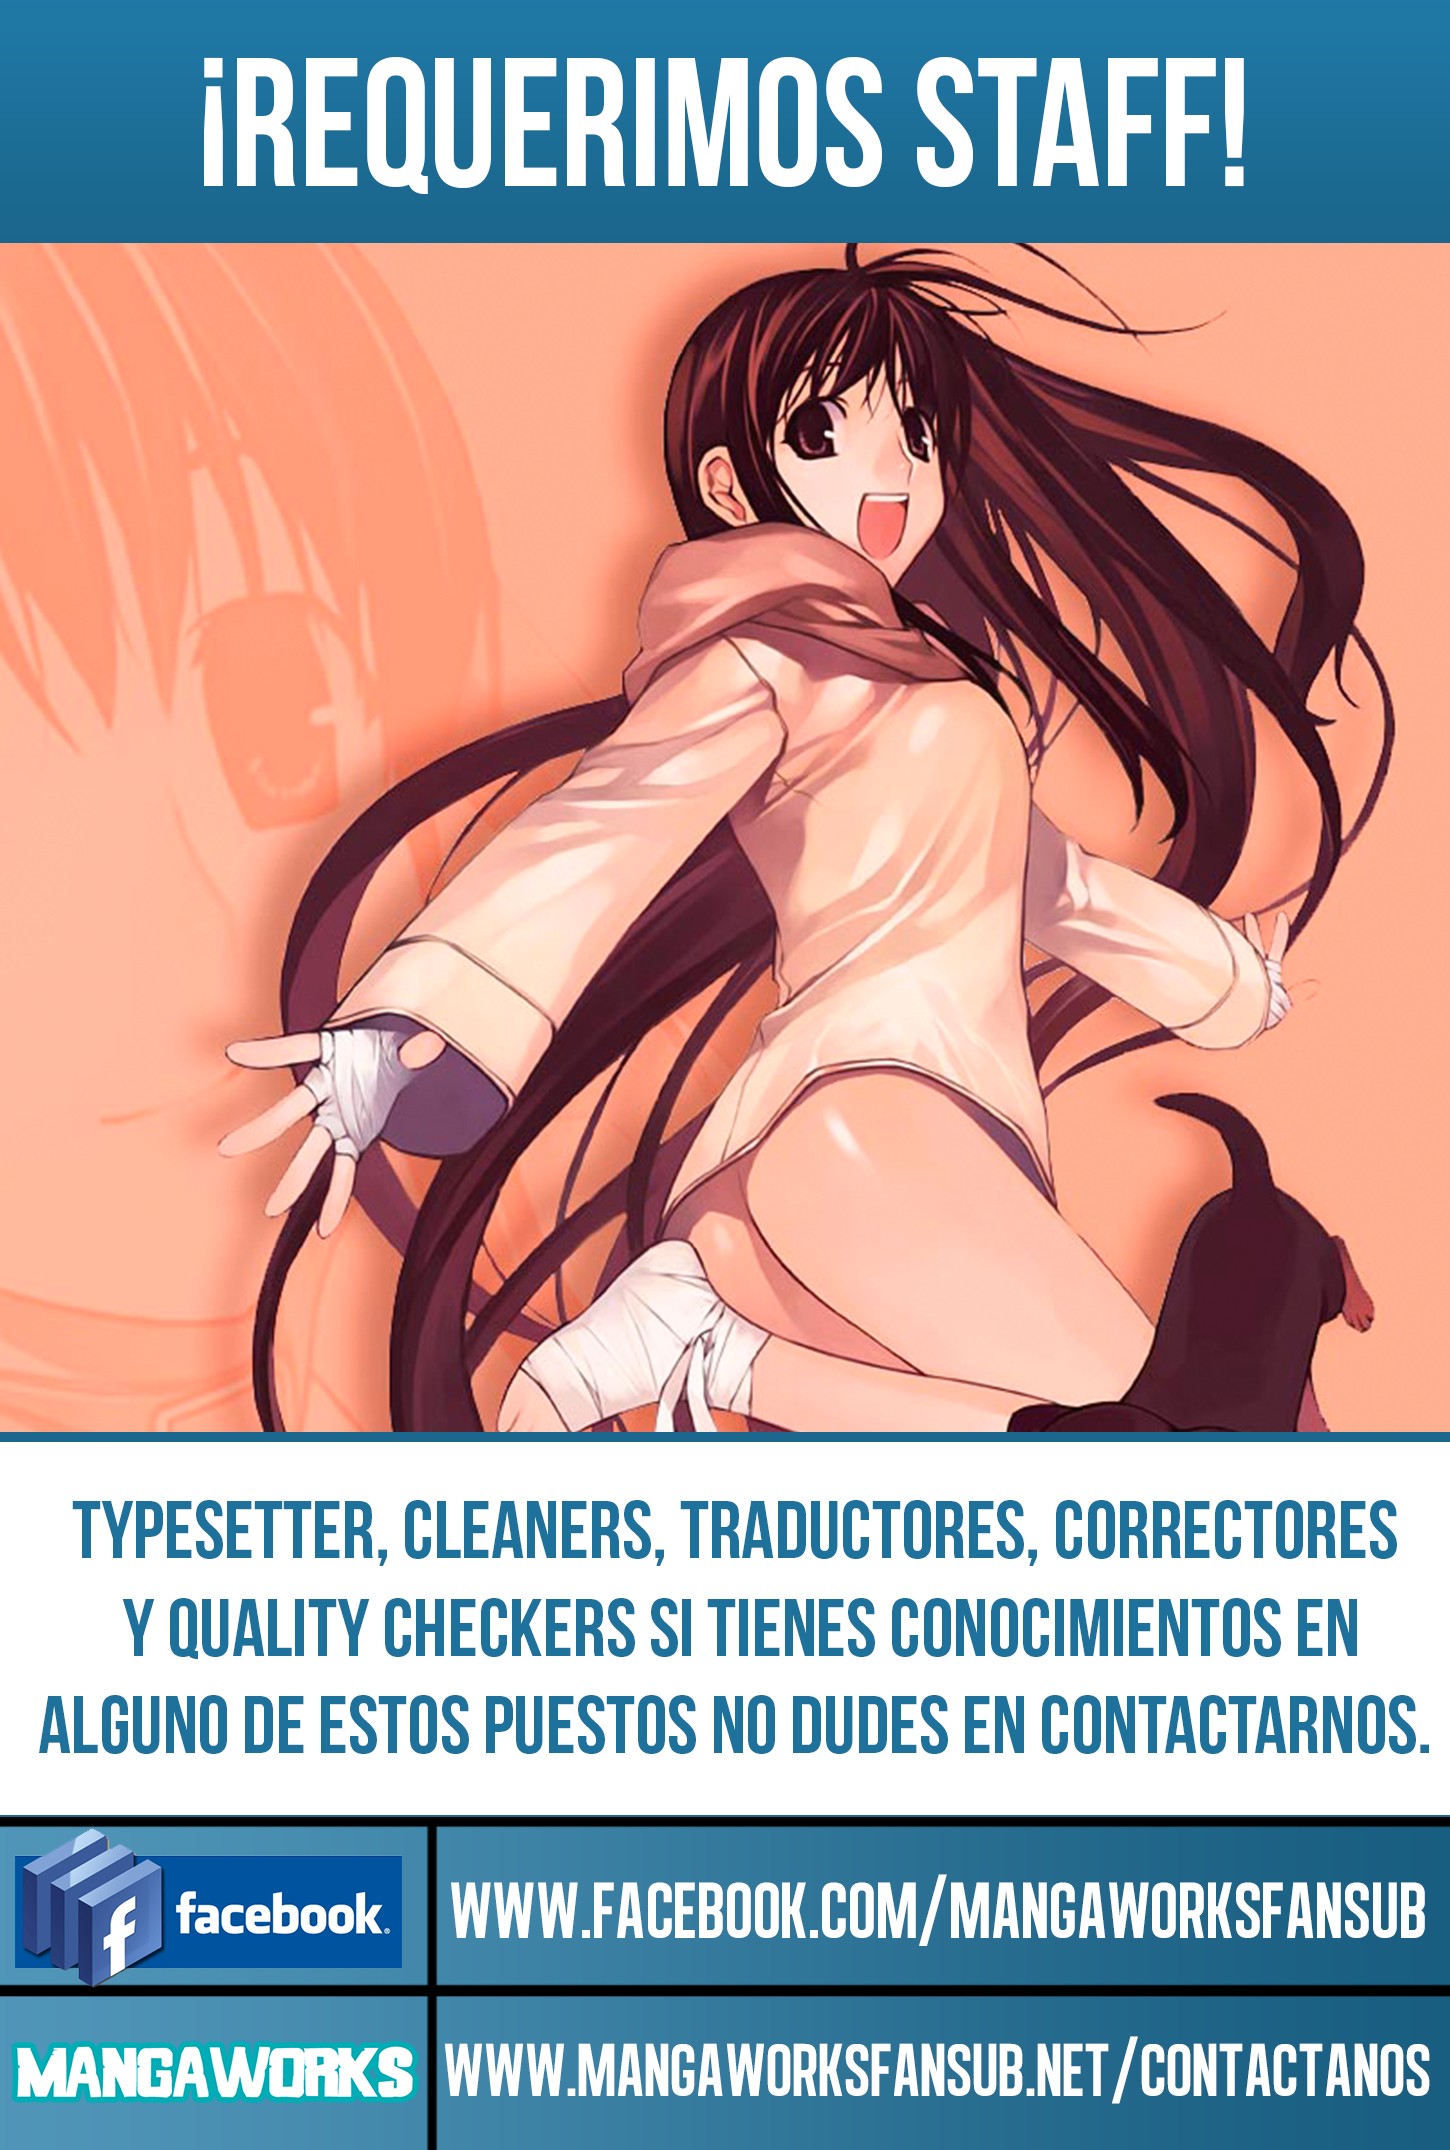 ¡REQUERIMOS STAFF!
TYPESETTER, CLEANERS, TRADUCTORES, CORRECTORES
Y QUALITY CHECKERS SI TIENES CONOCIMIENTOS EN
ALGUNO DE ESTOS PUESTOS NO DUDES EN CONTACTARNOS.
facebook®
WWW.FACEBOOK.COM/MANGAWORKSFANSUB
MANGAWORKS
WWW.MANGAWORKSFANSUB.NET/CONTACTANOS